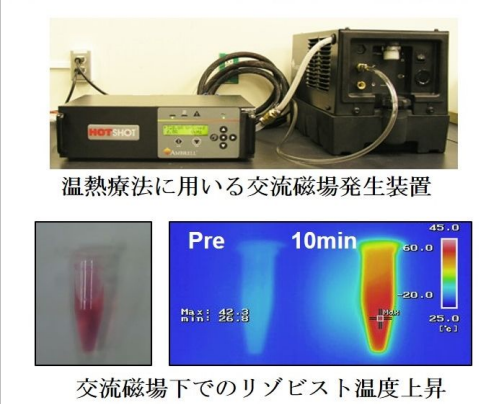 HOTSHOT
AMBRELL
温熱療法に用いる交流磁場発生装置
Pre 10min
45.0
60.0
Max: 42.3
min: 26.8
MAX
-20.0
25.0
[℃]
交流磁場下でのリゾビスト温度上昇